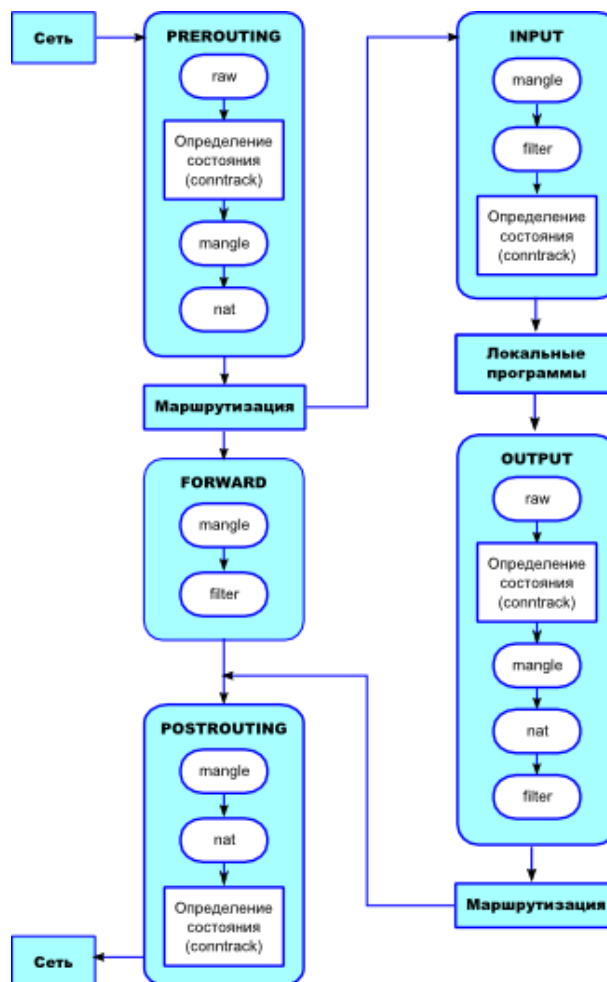 Сеть
PREROUTING
raw
Определение
состояния
(conntrack)
mangle
nat
Маршрутизация
FORWARD
mangle
filter
POSTROUTING
mangle
nat
Определение
состояния
(conntrack)
Сеть
INPUT
mangle
filter
Определение
состояния
(conntrack)
Локальные
программы
OUTPUT
raw
Определение
состояния
(conntrack)
mangle
nat
filter
Маршрутизация